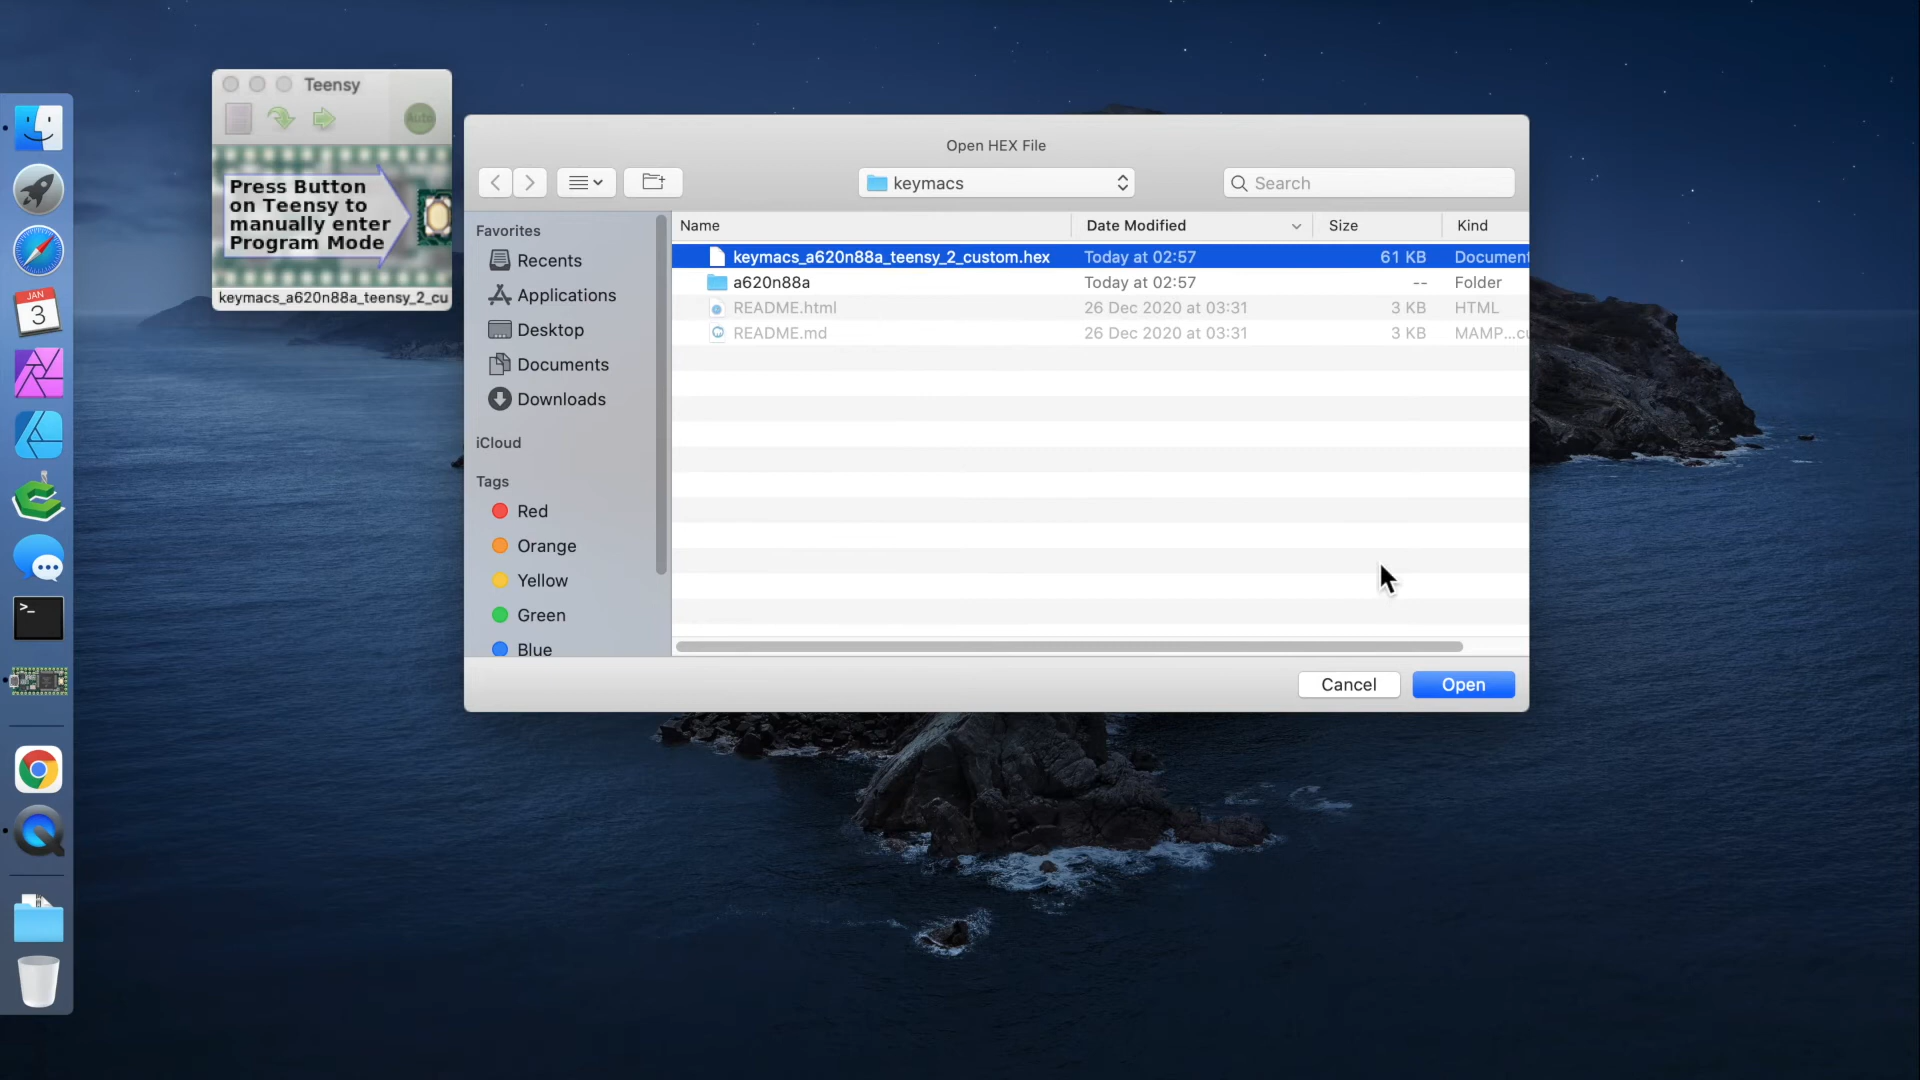 Teensy
Auto
Press Button
on Teensy to
manually enter
Program Mode
keymacs_a620n88a_teensy_2_cu
Open HEX File
keymacs
Search
Favorites
Recents
Applications
Desktop
Documents
Downloads
iCloud
Tags
Red
Orange
Yellow
Green
Blue
Name Date Modified Size Kind
keymacs_a620n88a_teensy_2_custom.hex Today at 02:57 61 KB Document
a620n88a Today at 02:57 -- Folder
README.html 26 Dec 2020 at 03:31 3 KB HTML
README.md 26 Dec 2020 at 03:31 3 KB MAMP...cu
Cancel Open
JAN
3
>_